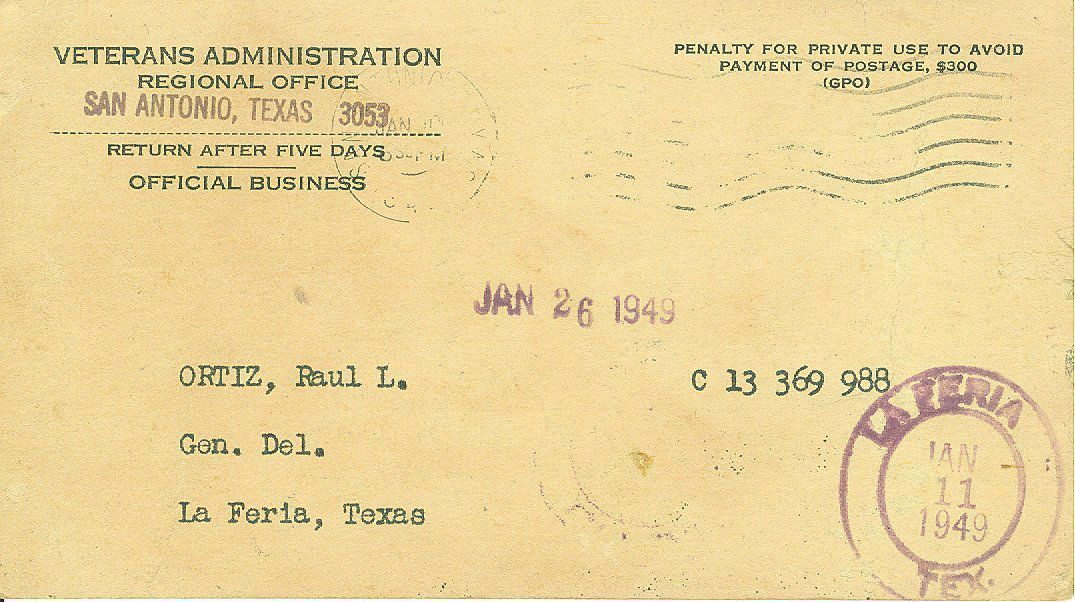 VETERANS ADMINISTRATION
REGIONAL OFFICE
SAN ANTONIO, TEXAS 3053
RETURN AFTER FIVE DAYS
OFFICIAL BUSINESS
PENALTY FOR PRIVATE USE TO AVOID
PAYMENT OF POSTAGE, $300
(GPO)
JAN
PM
JAN 26 1949
ORTIZ, Raul L.
C 13 369 988
Gen. Del.
La Feria, Texas
LA FERIA
JAN
11
1949
TEX.